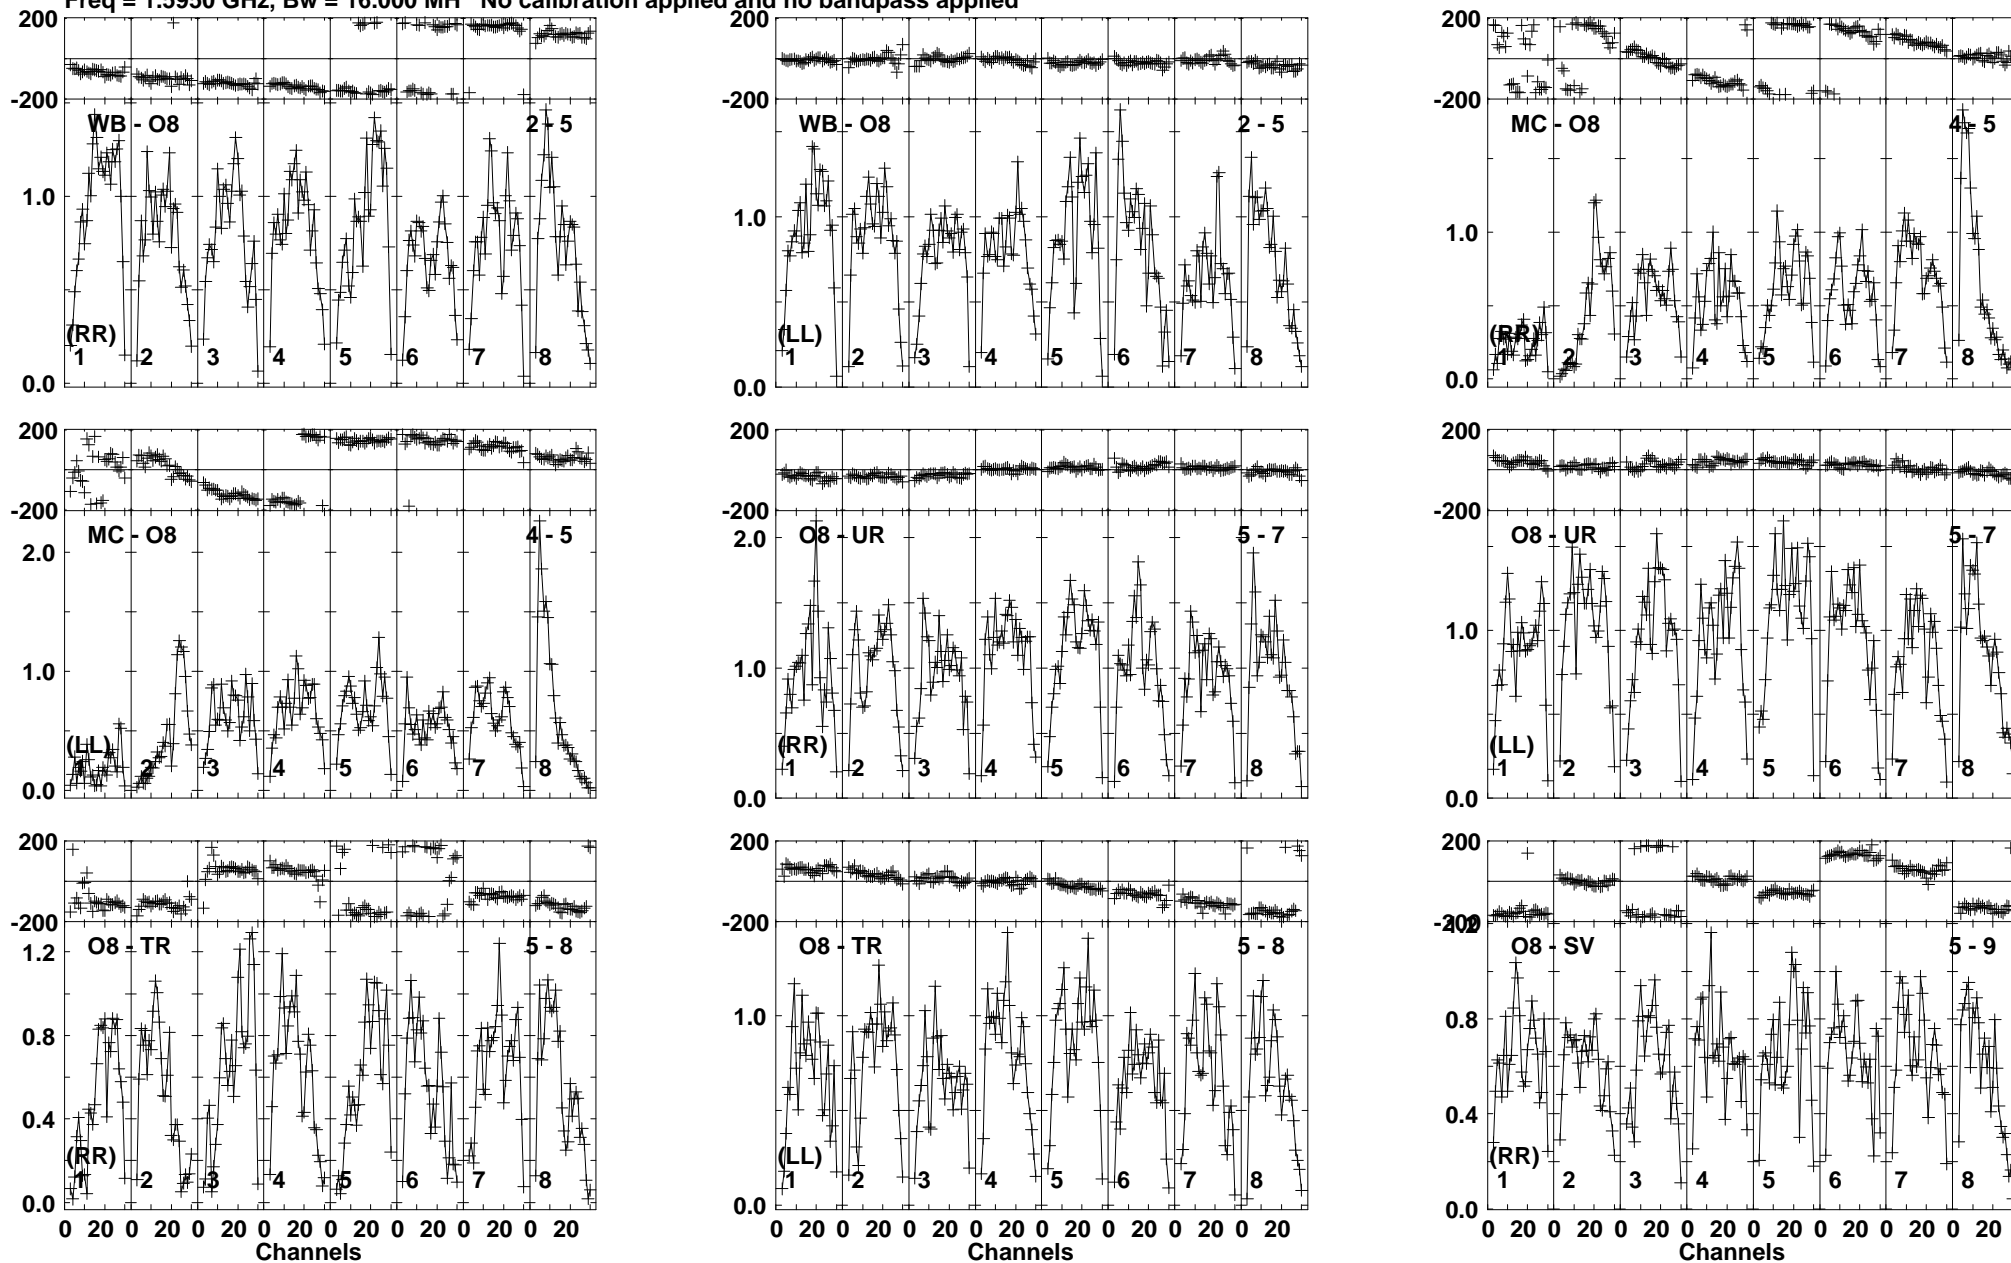 Freq = 1.5950 GHz, Bw = 16.000 MH No calibration applied and no bandpass applied
200
-200
WB - O8 2 - 5
1.0
0.0
(RR)
1 2 3 4 5 6 7 8
200
-200
WB - O8 2 - 5
1.0
0.0
(LL)
1 2 3 4 5 6 7 8
200
-200
MC - O8 4 - 5
1.0
0.0
(RR)
1 2 3 4 5 6 7 8
200
-200
MC - O8 4 - 5
2.0
1.0
0.0
(LL)
1 2 3 4 5 6 7 8
200
-200
O8 - UR 5 - 7
2.0
1.0
0.0
(RR)
1 2 3 4 5 6 7 8
200
-200
O8 - UR 5 - 7
1.0
0.0
(LL)
1 2 3 4 5 6 7 8
200
-200
O8 - TR 5 - 8
1.2
0.8
0.4
0.0
(RR)
1 2 3 4 5 6 7 8
0 20 0 20 0 20 0 20 0 20 0 20 0 20 0 20
Channels
200
-200
O8 - TR 5 - 8
1.0
0.0
(LL)
1 2 3 4 5 6 7 8
0 20 0 20 0 20 0 20 0 20 0 20 0 20 0 20
Channels
200
-200
1.2
O8 - SV 5 - 9
0.8
0.4
0.0
(RR)
1 2 3 4 5 6 7 8
0 20 0 20 0 20 0 20 0 20 0 20 0 20 0 20
Channels